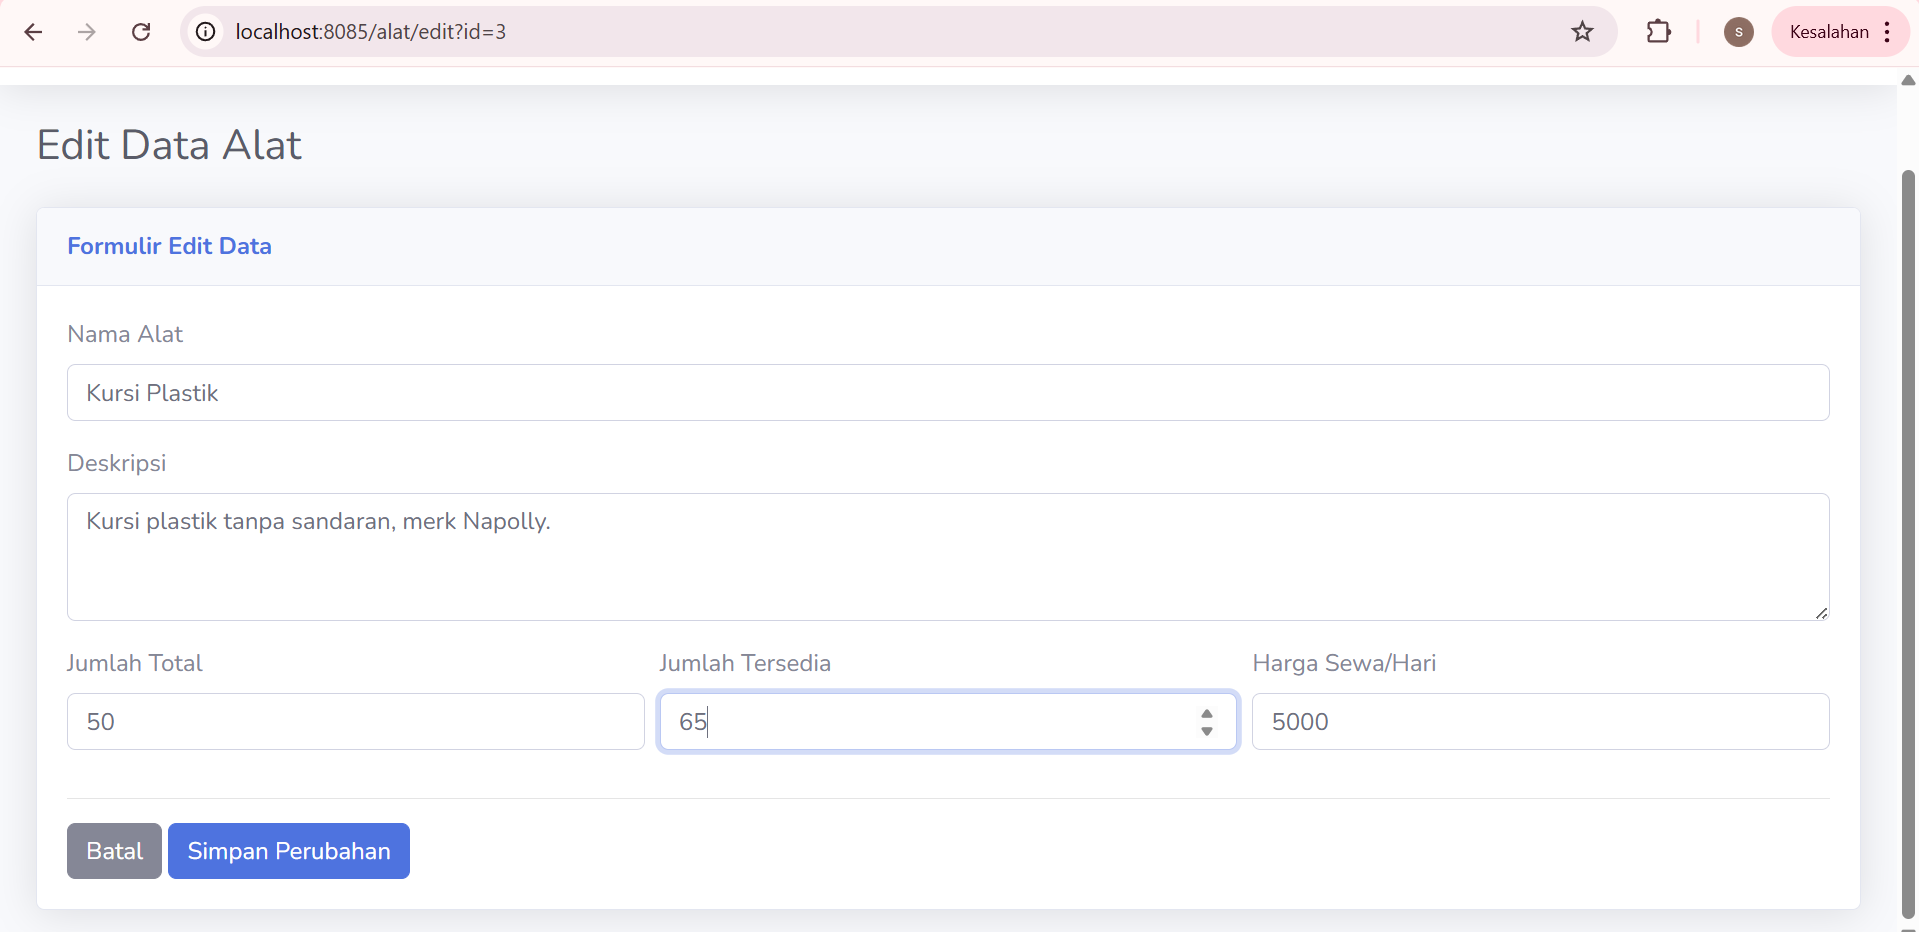 localhost:8085/alat/edit?id=3
S
Kesalahan
Edit Data Alat
Formulir Edit Data
Nama Alat
Kursi Plastik
Deskripsi
Kursi plastik tanpa sandaran, merk Napolly.
Jumlah Total
Jumlah Tersedia
Harga Sewa/Hari
50
65
5000
Batal
Simpan Perubahan